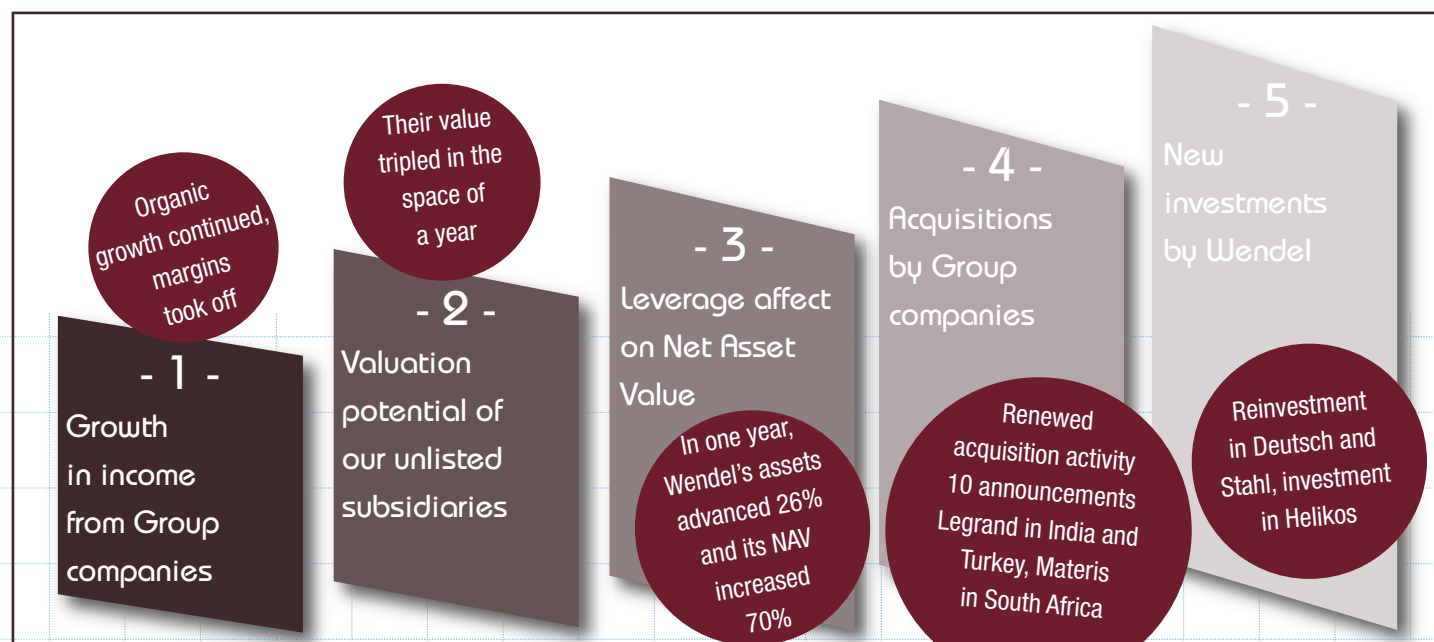 Organic
growth continued,
margins
took off
- 1 -
Growth
in income
from Group
companies
Their value
tripled in the
space of
a year
- 2 -
Valuation
potential of
our unlisted
subsidiaries
- 3 -
Leverage affect
on Net Asset
Value
In one year,
Wendel's assets
advanced 26%
and its NAV
increased
70%
- 4 -
Acquisitions
by Group
companies
Renewed
acquisition activity
10 announcements
Legrand in India and
Turkey, Materis
in South Africa
- 5 -
New
investments
by Wendel
Reinvestment
in Deutsch and
Stahl, investment
in Helikos